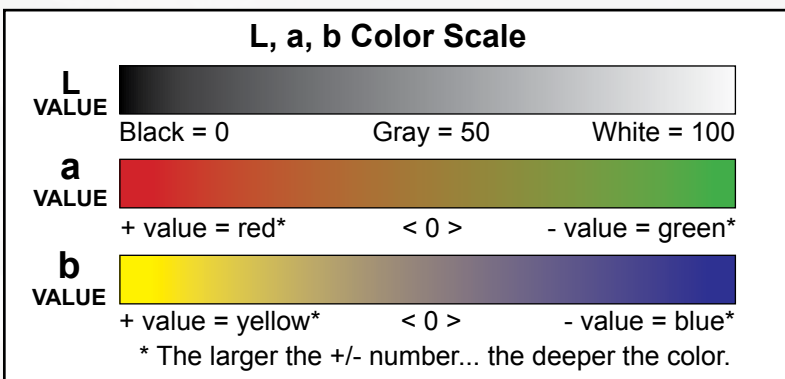 L, a, b Color Scale
L
VALUE
Black = 0 Gray = 50 White = 100
a
VALUE
+ value = red* < 0 > - value = green*
b
VALUE
+ value = yellow* < 0 > - value = blue*
* The larger the +/- number... the deeper the color.